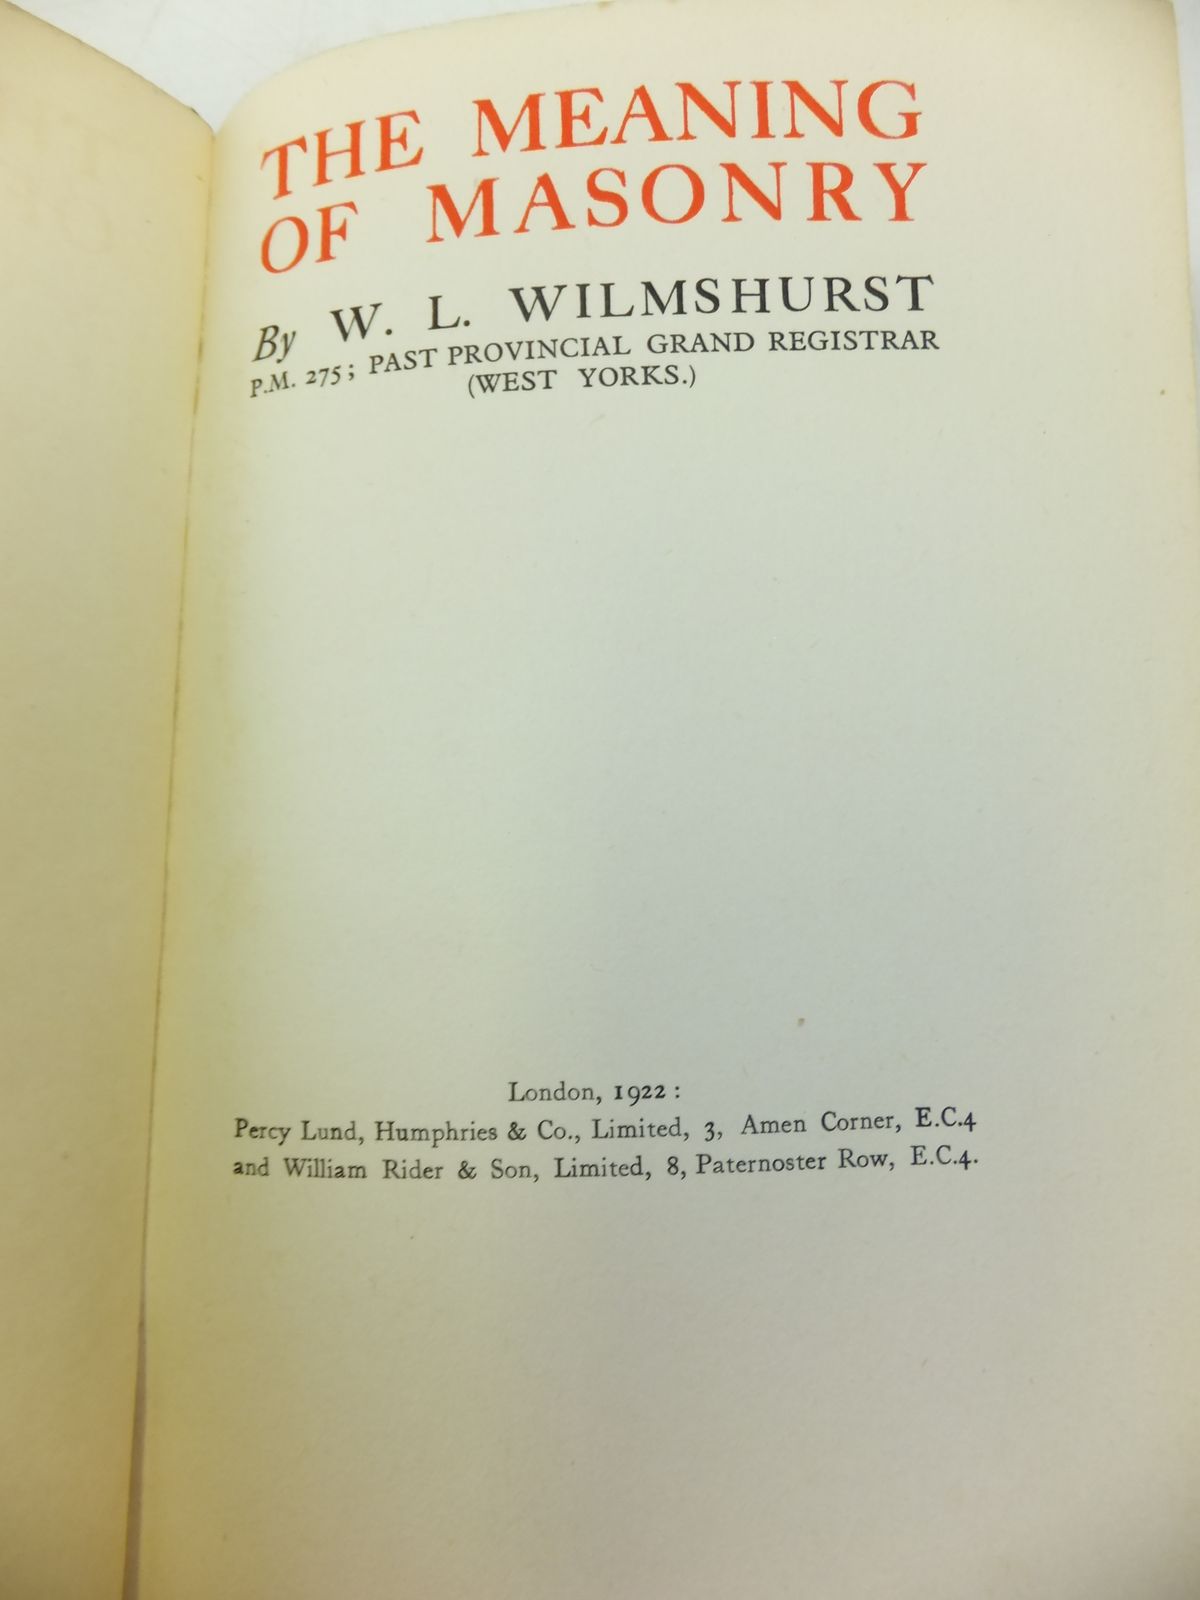 THE MEANING
OF MASONRY
By W. L. WILMSHURST
P.M. 275; PAST PROVINCIAL GRAND REGISTRAR
(WEST YORKS.)
London, 1922:
Percy Lund, Humphries & Co., Limited, 3, Amen Corner, E.C.4
and William Rider & Son, Limited, 8, Paternoster Row, E.C.4.